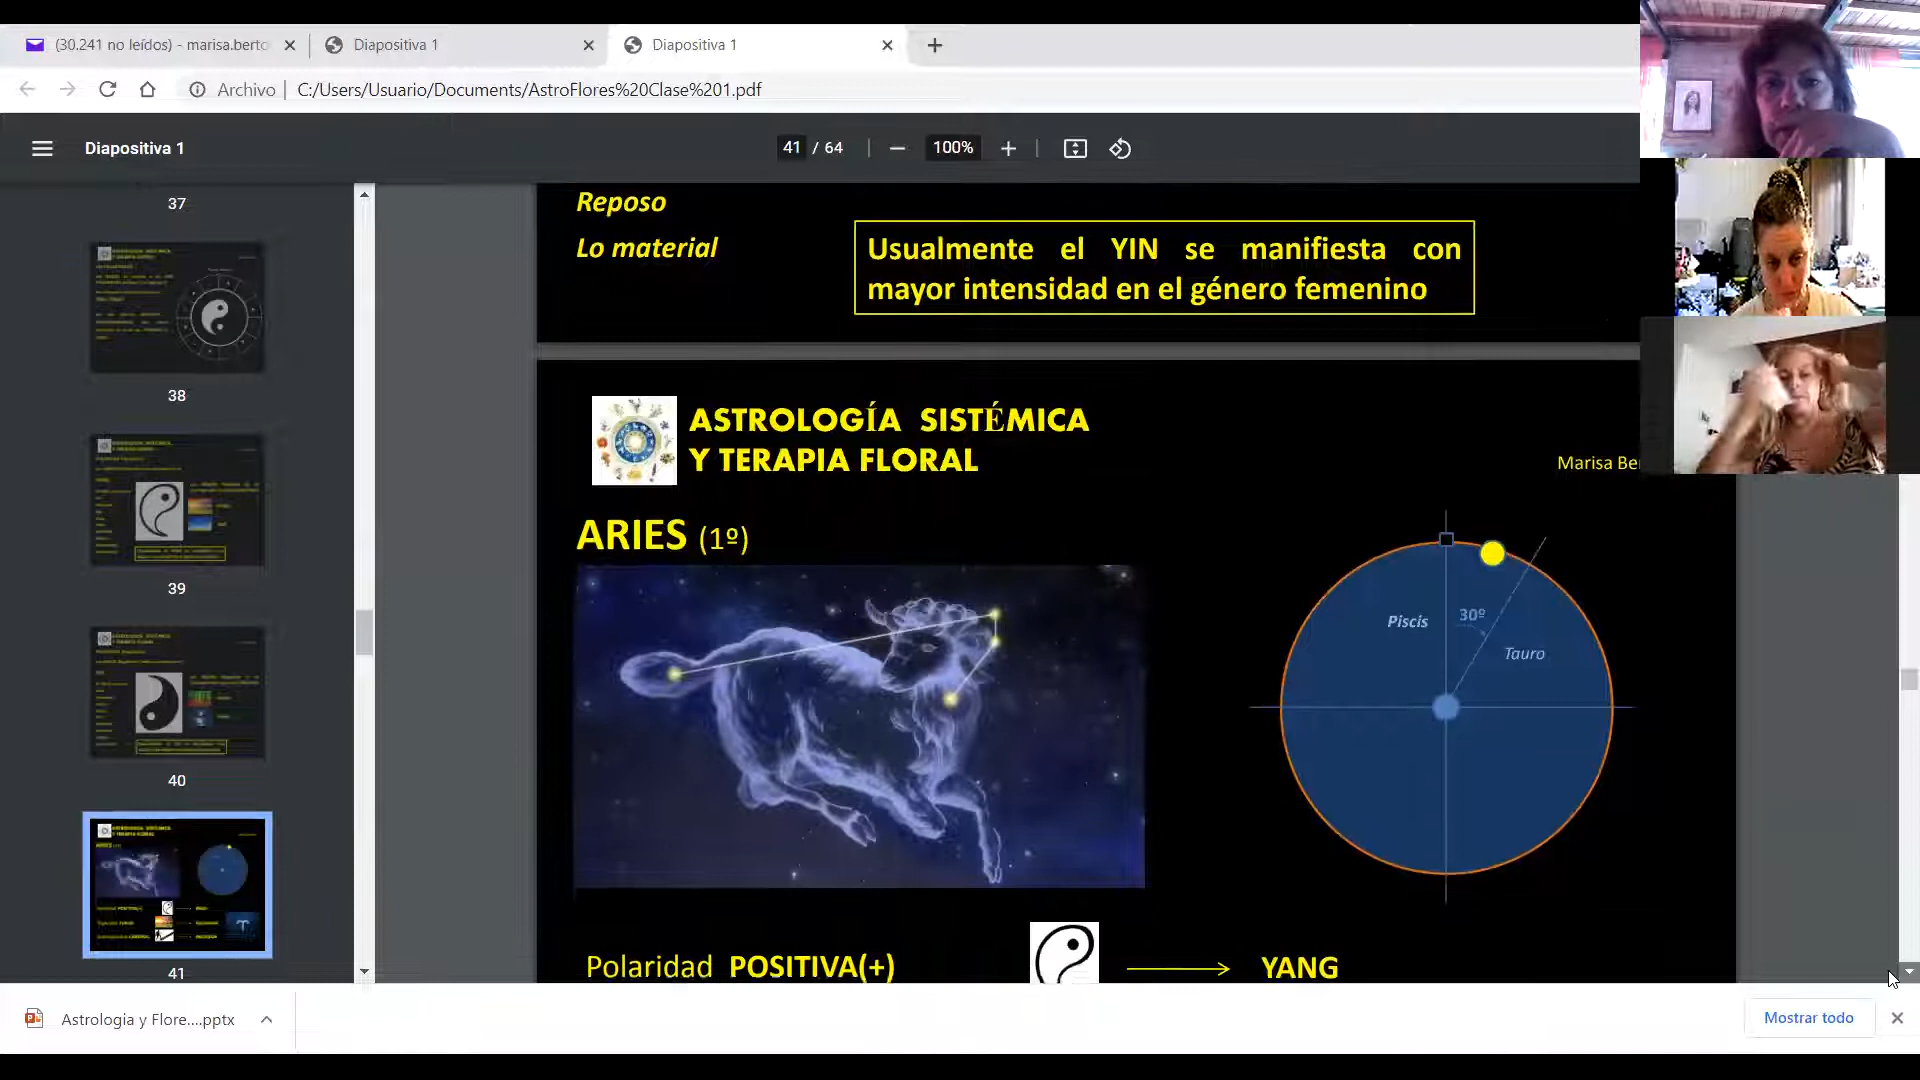 (30.241 no leídos) - marisa.berto
Diapositiva 1
Diapositiva 1
Archivo
C:/Users/Usuario/Documents/AstroFlores%20Clase%201.pdf
Diapositiva 1
41 / 64
100%
37
38
39
40
41
Reposo
Lo material
Usualmente el YIN se manifiesta con
mayor intensidad en el género femenino
ASTROLOGÍA SISTÉMICA
Y TERAPIA FLORAL
Marisa Be
ARIES (1º)
Piscis
30º
Tauro
Polaridad POSITIVA(+)
YANG
Astrologia y Flore....pptx
Mostrar todo